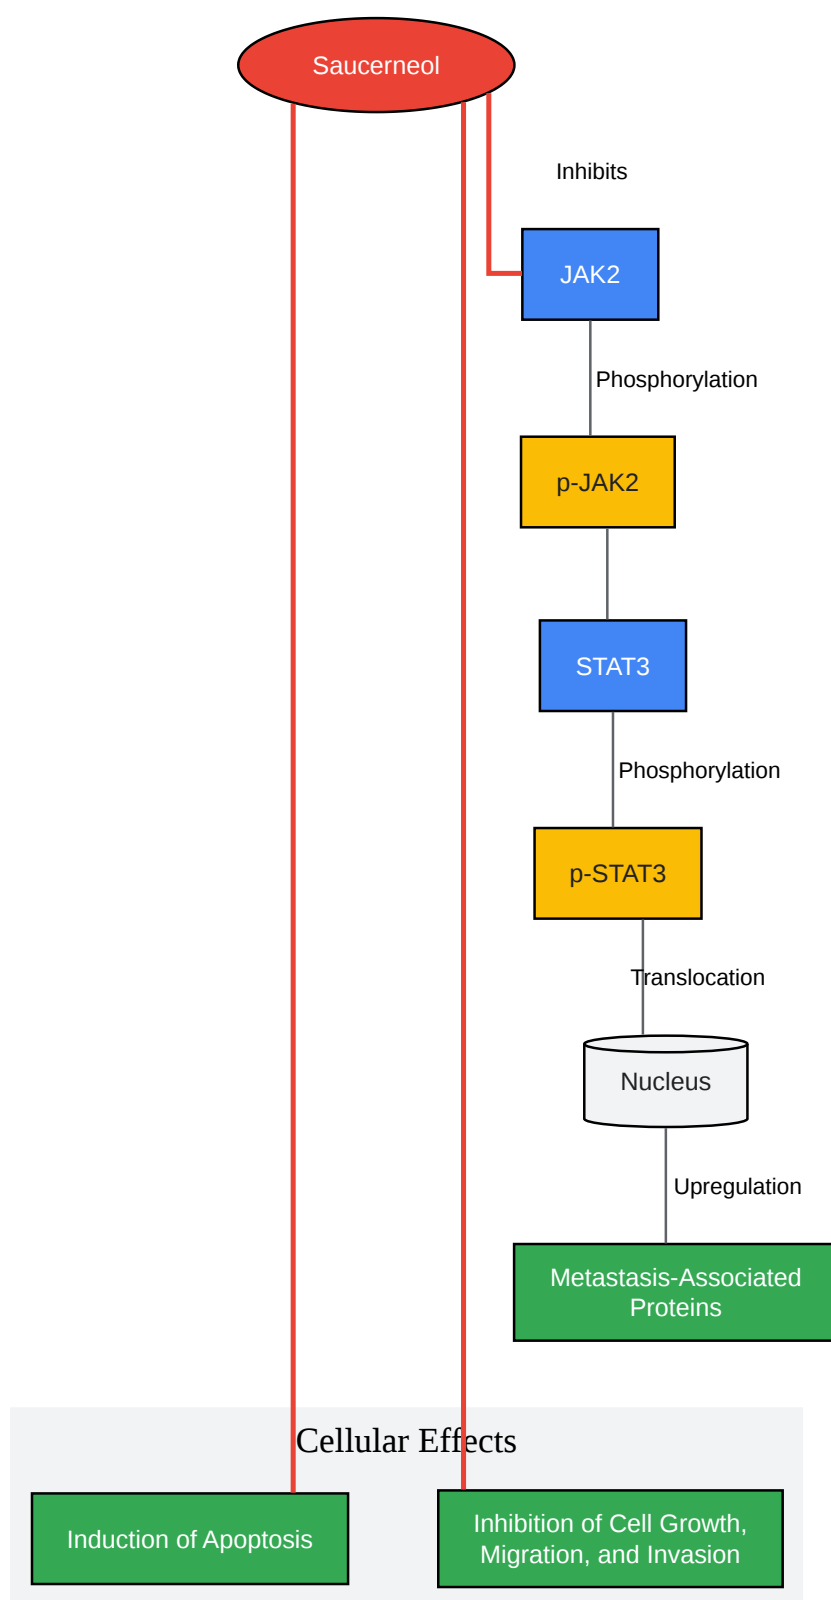 Saucerneol
Inhibits
JAK2
Phosphorylation
p-JAK2
STAT3
Phosphorylation
p-STAT3
Translocation
Nucleus
Upregulation
Metastasis-Associated
Proteins
Cellular Effects
Induction of Apoptosis
Inhibition of Cell Growth,
Migration, and Invasion